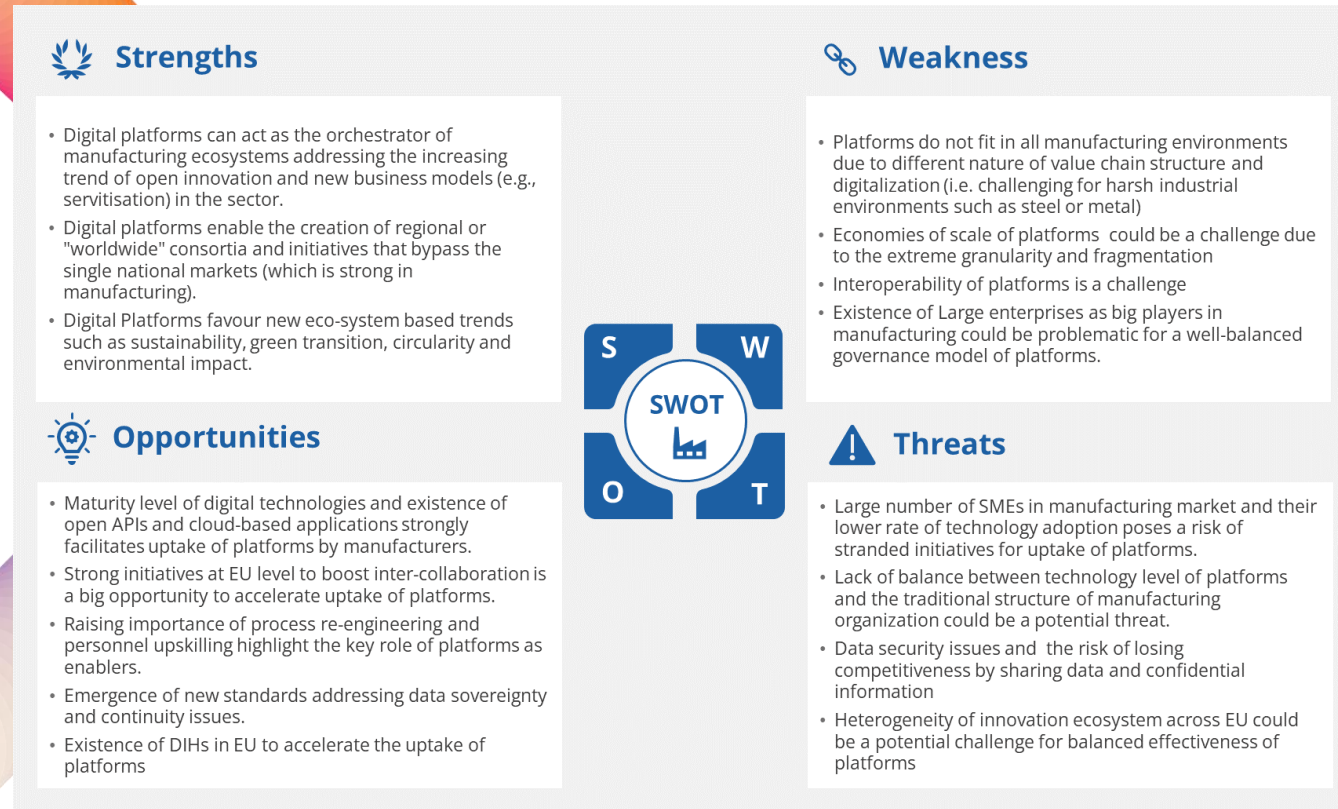 Strengths
• Digital platforms can act as the orchestrator of
manufacturing ecosystems addressing the increasing
trend of open innovation and new business models (e.g.,
servitisation) in the sector.
• Digital platforms enable the creation of regional or
"worldwide" consortia and initiatives that bypass the
single national markets (which is strong in
manufacturing).
• Digital Platforms favour new eco-system based trends
such as sustainability, green transition, circularity and
environmental impact.
Weakness
• Platforms do not fit in all manufacturing environments
due to different nature of value chain structure and
digitalization (i.e. challenging for harsh industrial
environments such as steel or metal)
• Economies of scale of platforms could be a challenge due
to the extreme granularity and fragmentation
• Interoperability of platforms is a challenge
• Existence of Large enterprises as big players in
manufacturing could be problematic for a well-balanced
governance model of platforms.
S
W
SWOT
O
T
Opportunities
• Maturity level of digital technologies and existence of
open APIs and cloud-based applications strongly
facilitates uptake of platforms by manufacturers.
• Strong initiatives at EU level to boost inter-collaboration is
a big opportunity to accelerate uptake of platforms.
• Raising importance of process re-engineering and
personnel upskilling highlight the key role of platforms as
enablers.
• Emergence of new standards addressing data sovereignty
and continuity issues.
• Existence of DIHs in EU to accelerate the uptake of
platforms
Threats
• Large number of SMEs in manufacturing market and their
lower rate of technology adoption poses a risk of
stranded initiatives for uptake of platforms.
• Lack of balance between technology level of platforms
and the traditional structure of manufacturing
organization could be a potential threat.
• Data security issues and the risk of losing
competitiveness by sharing data and confidential
information
• Heterogeneity of innovation ecosystem across EU could
be a potential challenge for balanced effectiveness of
platforms